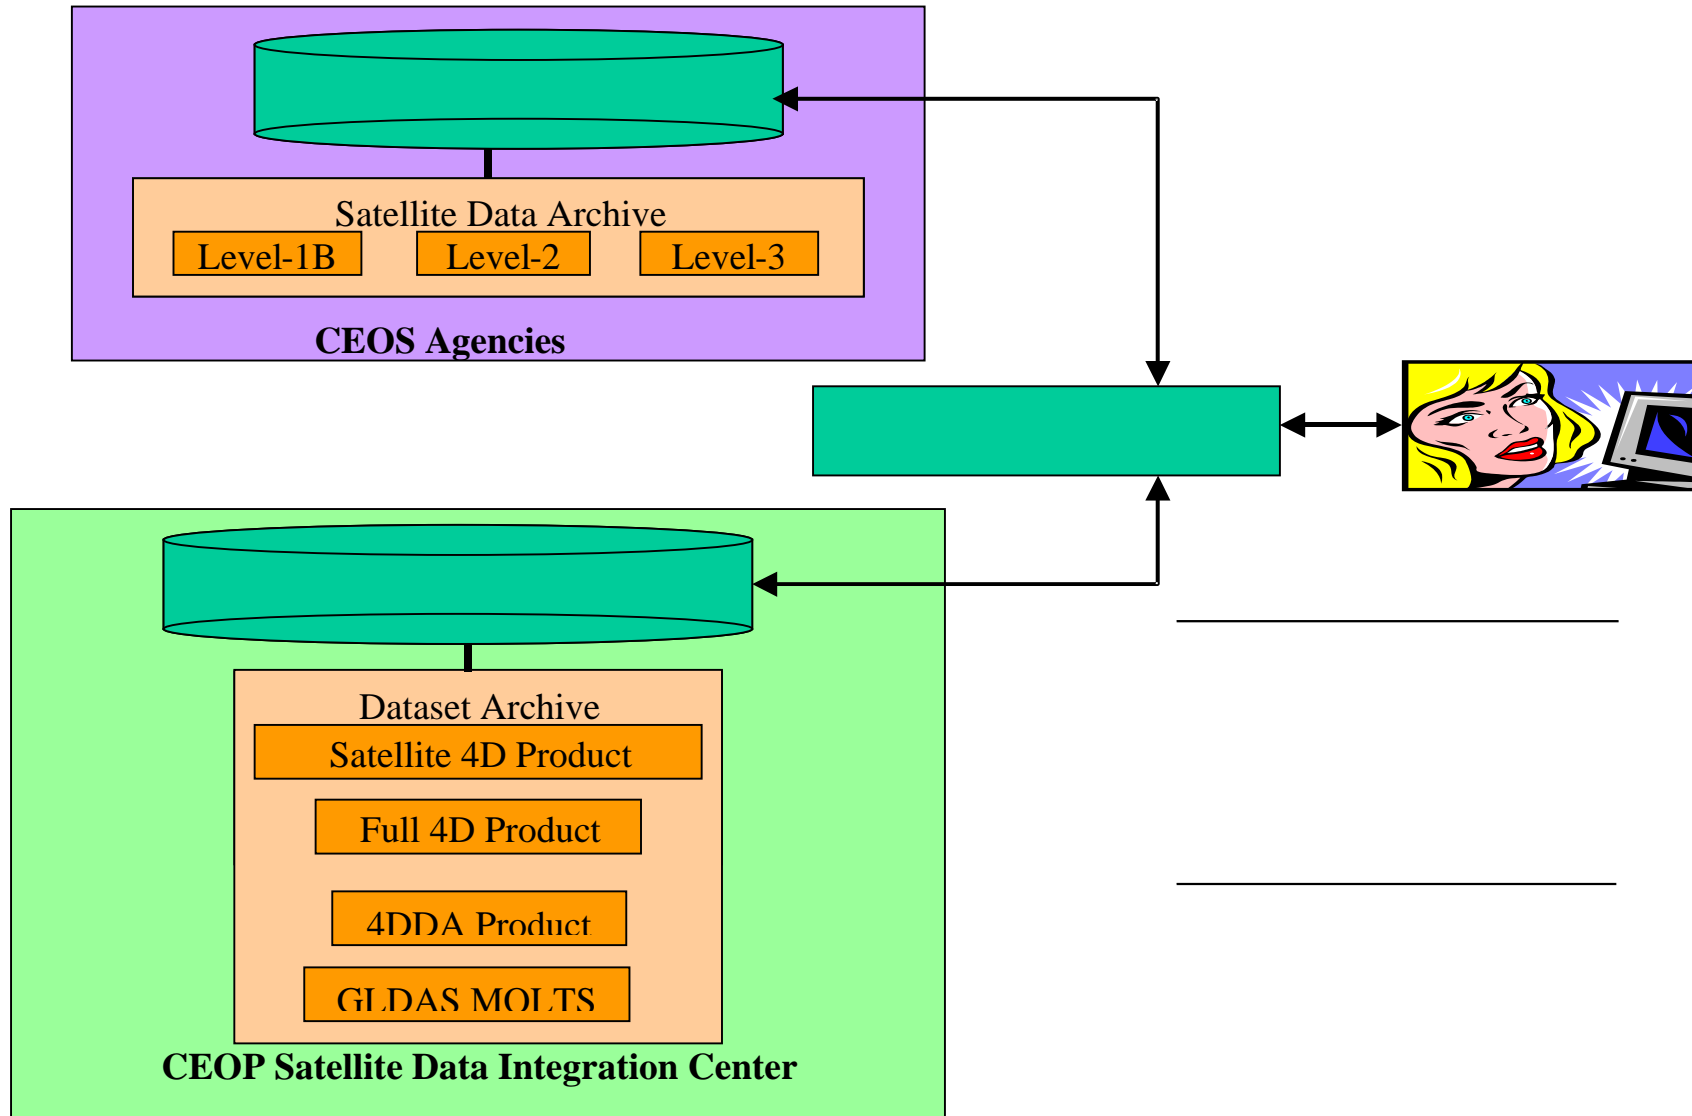 Satellite Data Archive
Level-1B Level-2 Level-3
CEOS Agencies
Dataset Archive
Satellite 4D Product
Full 4D Product
4DDA Product
GLDAS MOLTS
CEOP Satellite Data Integration Center